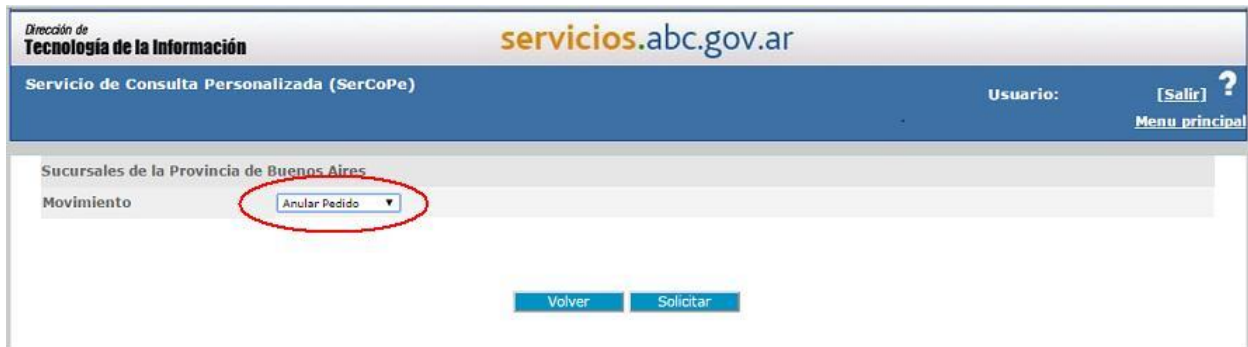 Dirección de
Tecnología de la Información
servicios.abc.gov.ar
Servicio de Consulta Personalizada (SerCoPe)
Usuario:
[Salir] ?
Menu principal
Sucursales de la Provincia de Buenos Aires
Movimiento Anular Pedido ▼
Volver Solicitar